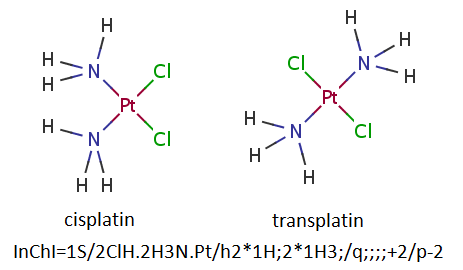 H
H
N
Cl
H
Pt
H
N
Cl
H
H
H
H
Cl
N
H
Pt
H
N
Cl
H
H
cisplatin
transplatin
InChI=1S/2ClH.2H3N.Pt/h2*1H;2*1H3;/q;;;;+2/p-2